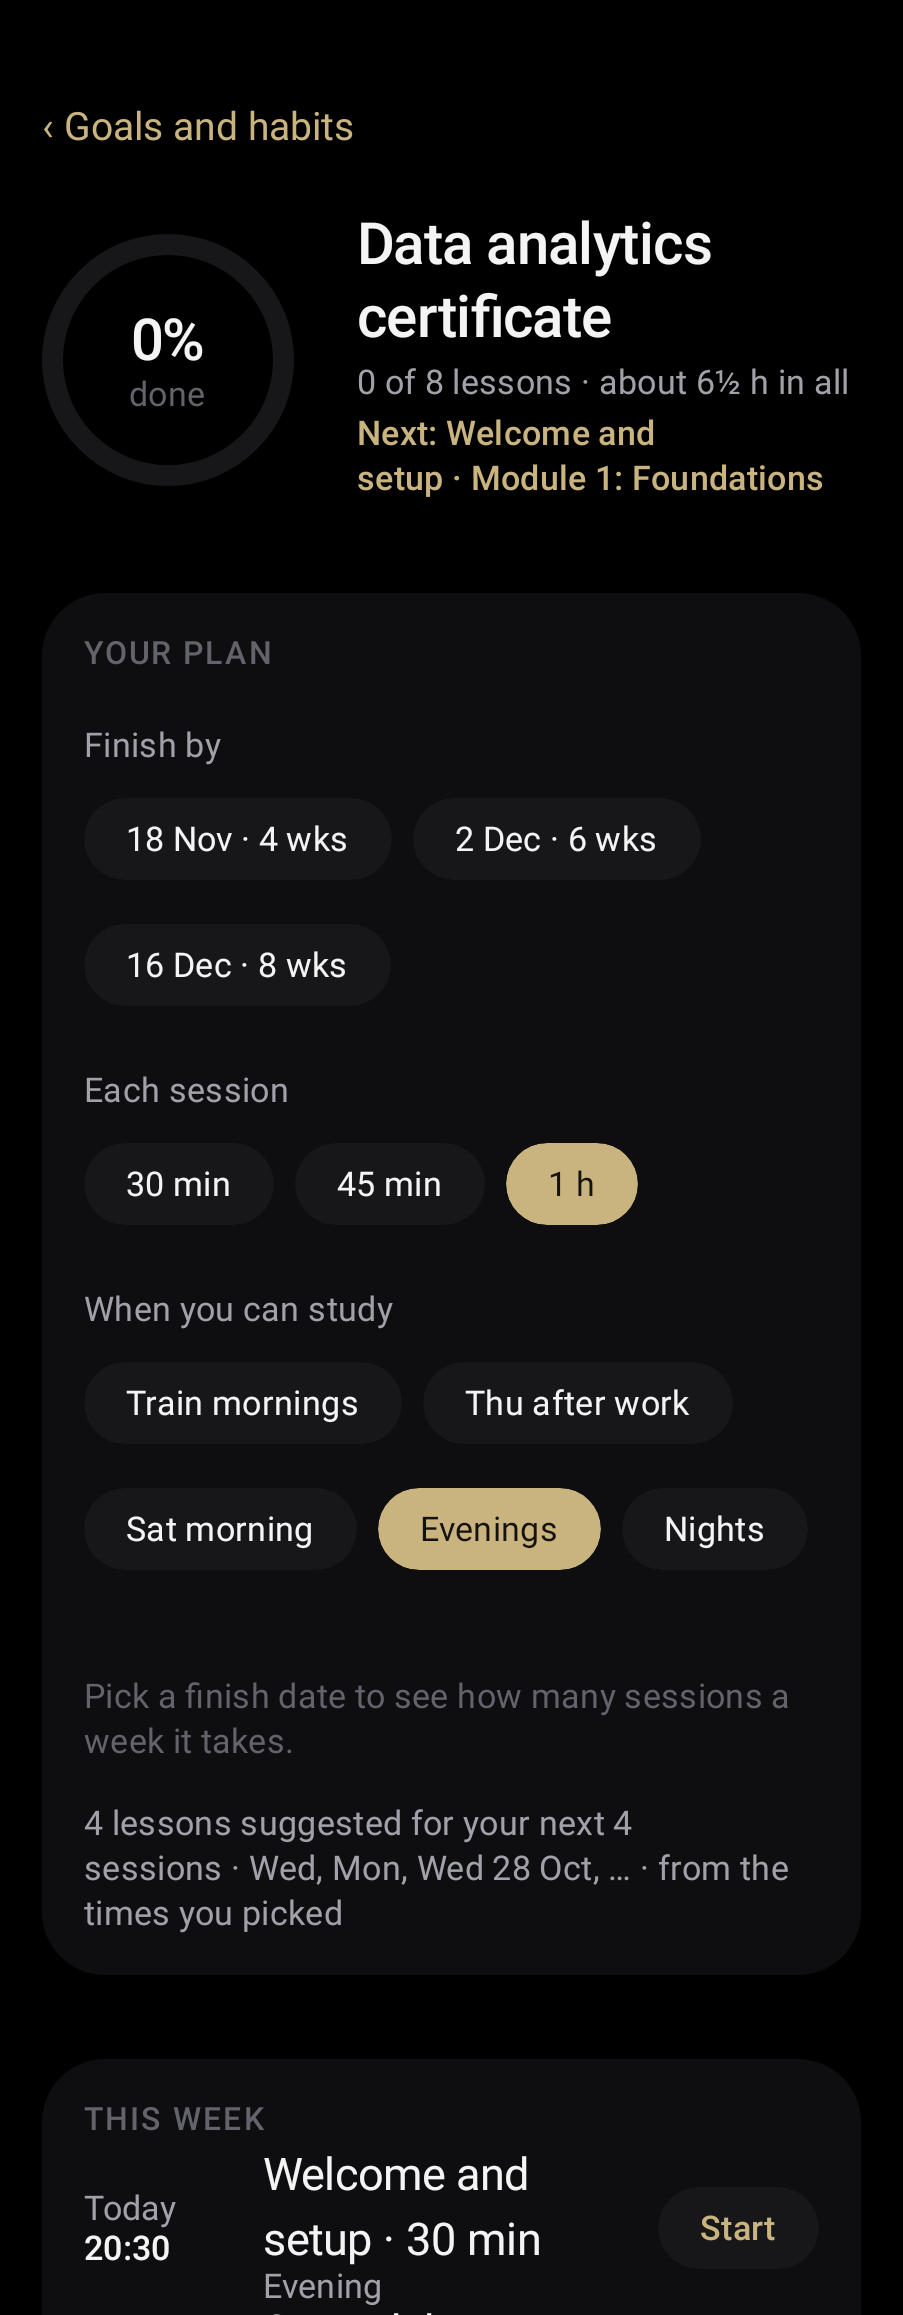 ‹ Goals and habits
Data analytics
certificate
0%
done
0 of 8 lessons · about 6½ h in all
Next: Welcome and
setup · Module 1: Foundations
YOUR PLAN
Finish by
18 Nov · 4 wks
2 Dec · 6 wks
16 Dec · 8 wks
Each session
30 min
45 min
1 h
When you can study
Train mornings
Thu after work
Sat morning
Evenings
Nights
Pick a finish date to see how many sessions a
week it takes.
4 lessons suggested for your next 4
sessions · Wed, Mon, Wed 28 Oct, … · from the
times you picked
THIS WEEK
Today
20:30
Welcome and
setup · 30 min
Evening
Start